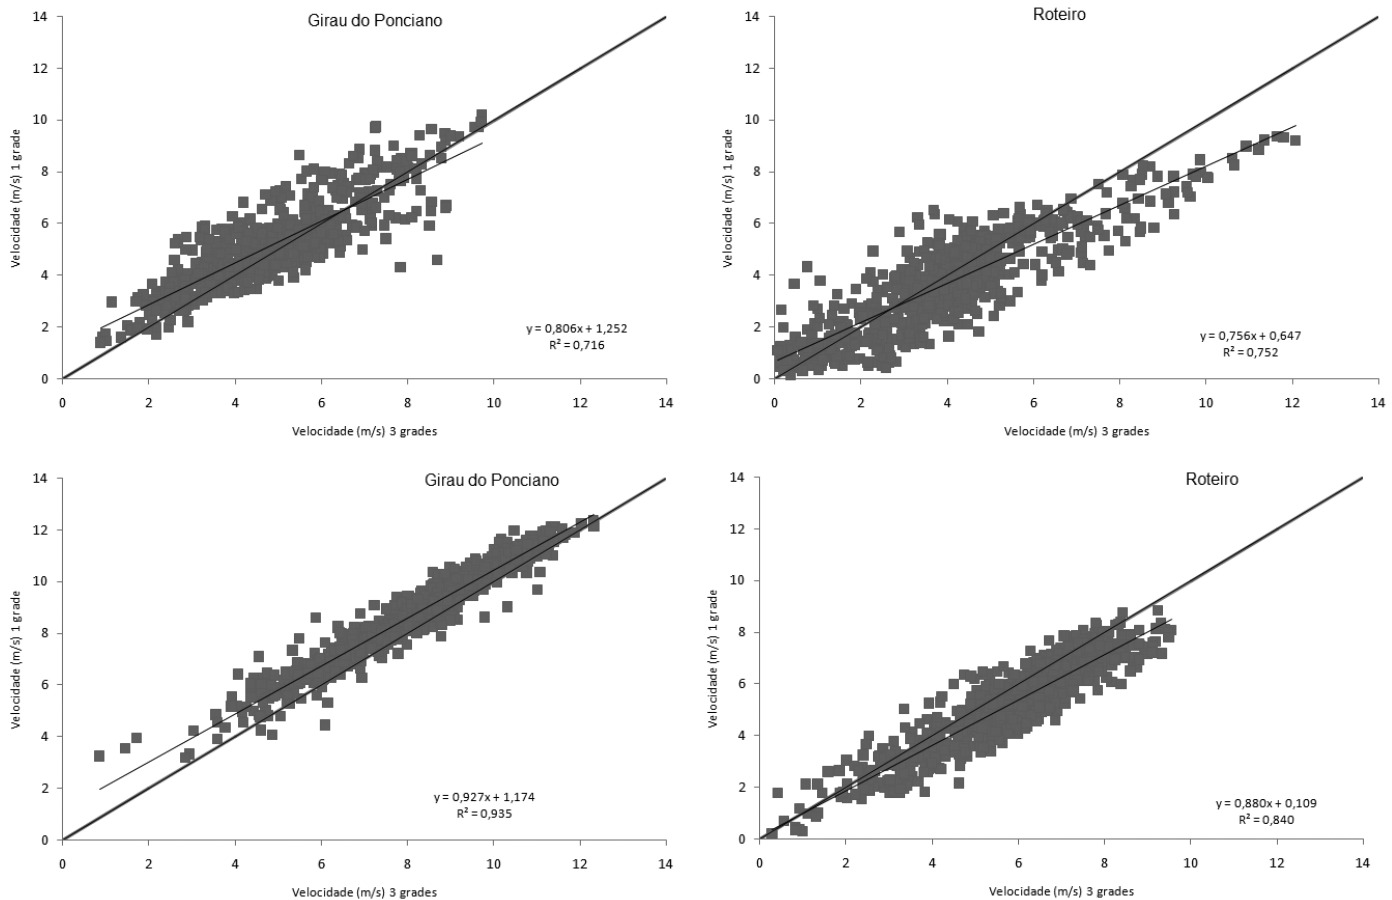 Girau do Ponciano
14
12
10
8
6
4
2
0
Velocidade (m/s) 1 grade
y = 0,806x + 1,252
R² = 0,716
0 2 4 6 8 10 12 14
Velocidade (m/s) 3 grades
Roteiro
14
12
10
8
6
4
2
0
Velocidade (m/s) 1 grade
y = 0,756x + 0,647
R² = 0,752
0 2 4 6 8 10 12 14
Velocidade (m/s) 3 grades
Girau do Ponciano
14
12
10
8
6
4
2
0
Velocidade (m/s) 1 grade
y = 0,927x + 1,174
R² = 0,935
0 2 4 6 8 10 12 14
Velocidade (m/s) 3 grades
Roteiro
14
12
10
8
6
4
2
0
Velocidade (m/s) 1 grade
y = 0,880x + 0,109
R² = 0,840
0 2 4 6 8 10 12 14
Velocidade (m/s) 3 grades